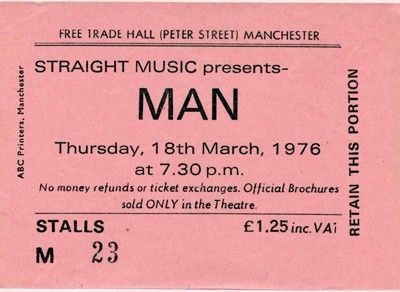 FREE TRADE HALL (PETER STREET) MANCHESTER
STRAIGHT MUSIC presents-
MAN
Thursday, 18th March, 1976
at 7.30 p.m.
No money refunds or ticket exchanges. Official Brochures
sold ONLY in the Theatre.
STALLS
£1.25 inc. VAT
M 23
ABC Printers, Manchester
RETAIN THIS PORTION